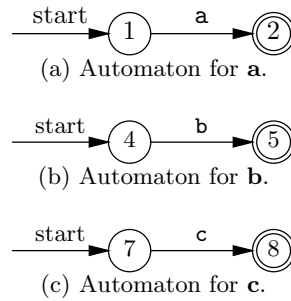 start 1 a 2
(a) Automaton for a.
start 4 b 5
(b) Automaton for b.
start 7 c 8
(c) Automaton for c.